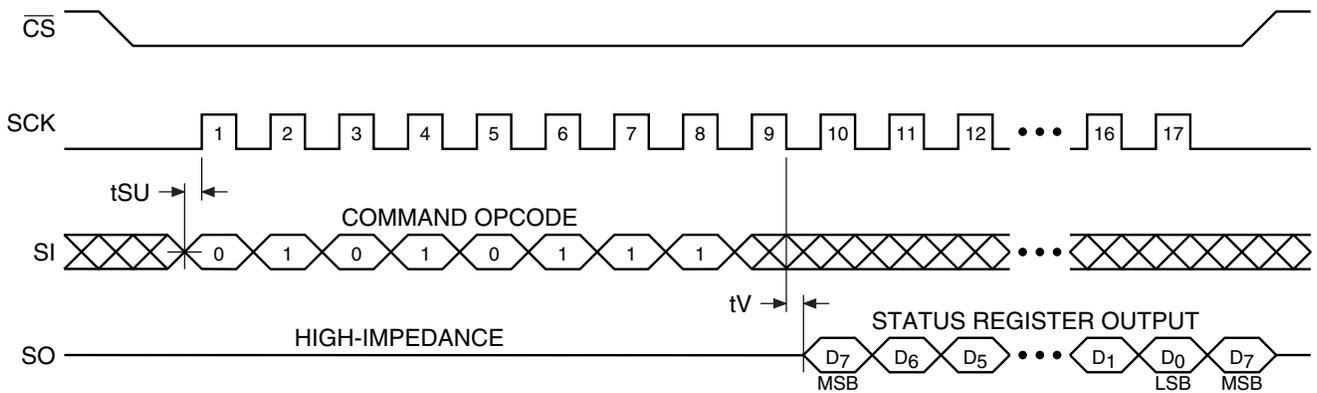 CS
SCK
1 2 3 4 5 6 7 8 9 10 11 12 ••• 16 17
tSU
COMMAND OPCODE
SI
0 1 0 1 0 1 1 1 •••
tV
HIGH-IMPEDANCE
STATUS REGISTER OUTPUT
SO
D7 D6 D5 ••• D1 D0 D7
MSB LSB MSB